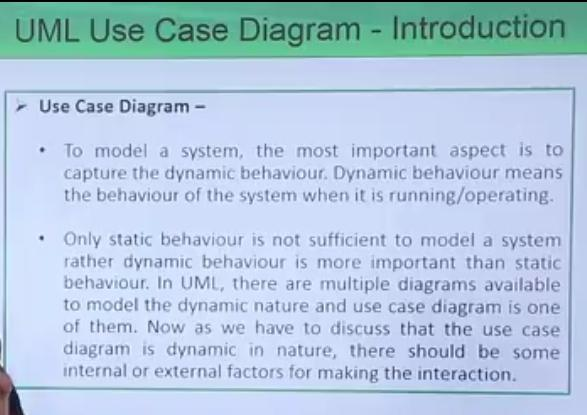 UML Use Case Diagram - Introduction
➢ Use Case Diagram –
• To model a system, the most important aspect is to
capture the dynamic behaviour. Dynamic behaviour means
the behaviour of the system when it is running/operating.
• Only static behaviour is not sufficient to model a system
rather dynamic behaviour is more important than static
behaviour. In UML, there are multiple diagrams available
to model the dynamic nature and use case diagram is one
of them. Now as we have to discuss that the use case
diagram is dynamic in nature, there should be some
internal or external factors for making the interaction.